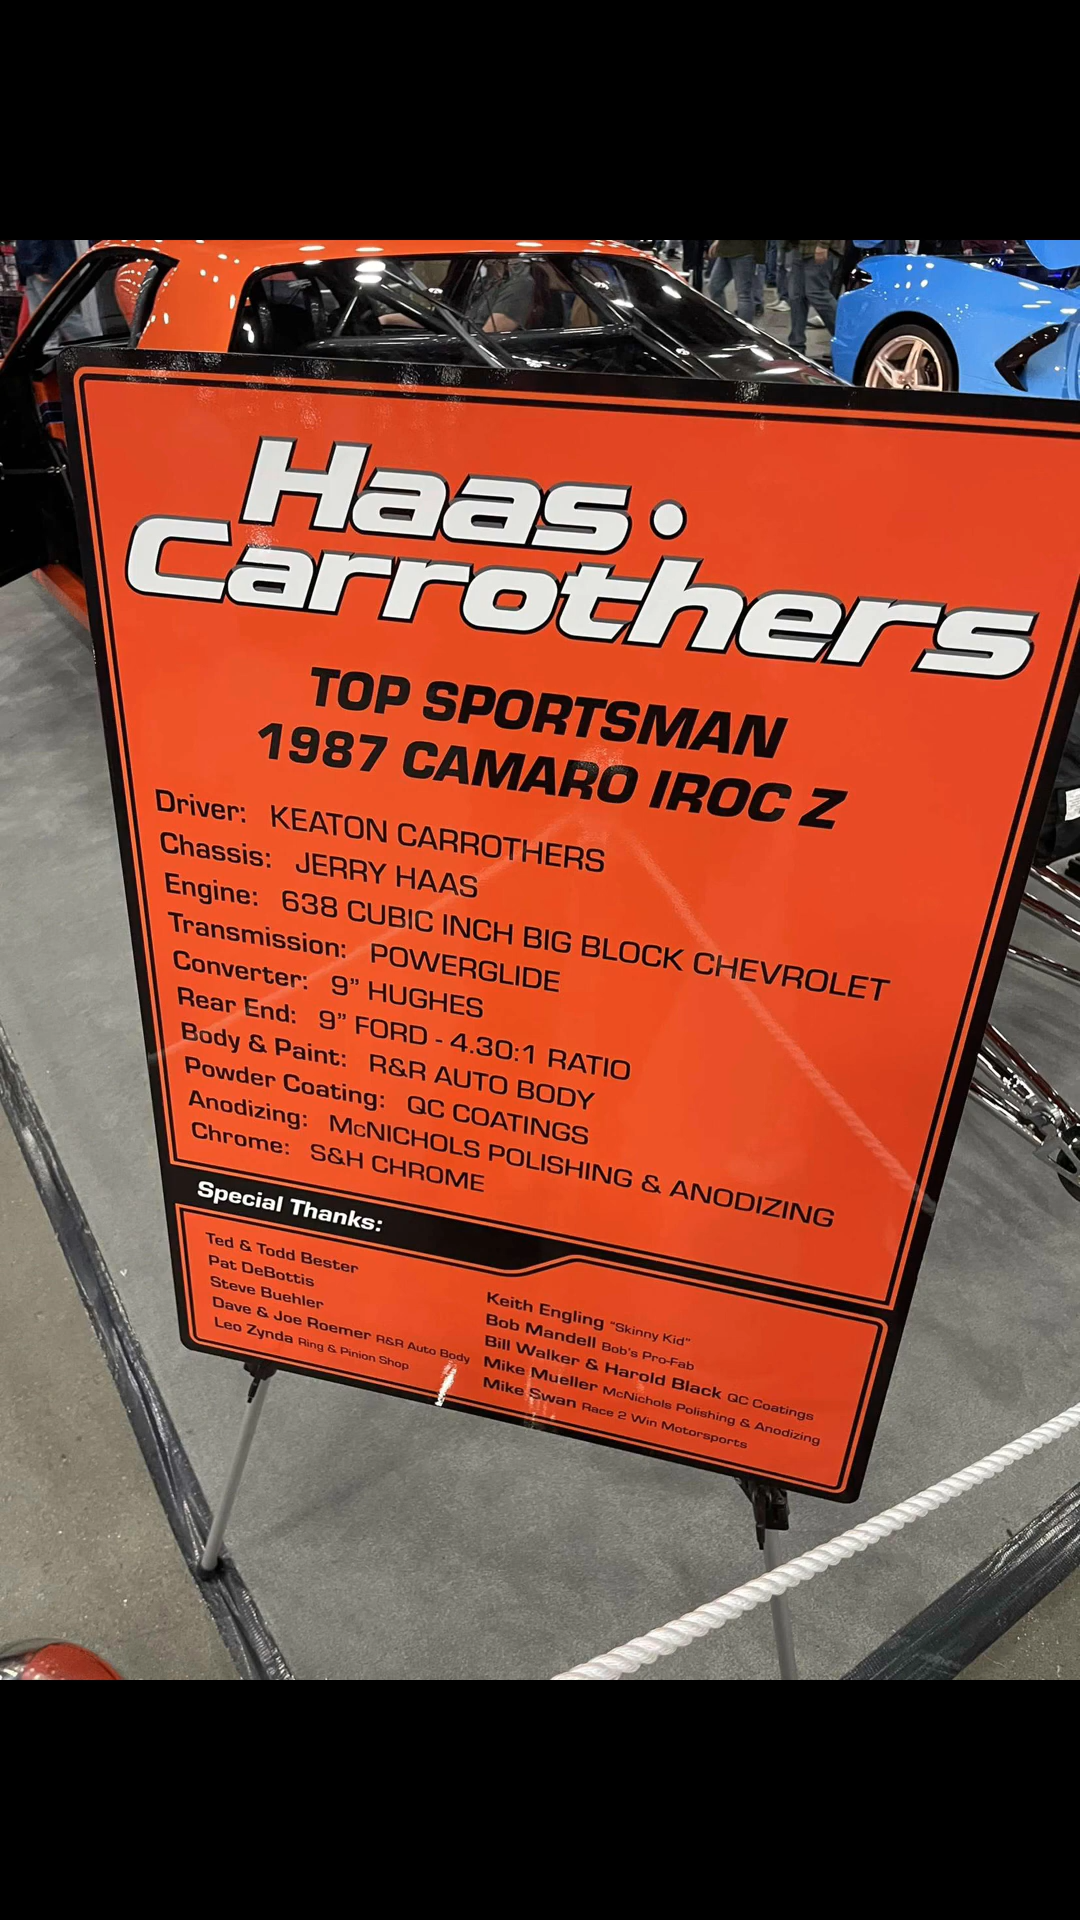 Haas·
Carrothers
TOP SPORTSMAN
1987 CAMARO IROC Z
Driver: KEATON CARROTHERS
Chassis: JERRY HAAS
Engine: 638 CUBIC INCH BIG BLOCK CHEVROLET
Transmission: POWERGLIDE
Converter: 9" HUGHES
Rear End: 9" FORD - 4.30:1 RATIO
Body & Paint: R&R AUTO BODY
Powder Coating: QC COATINGS
Anodizing: McNICHOLS POLISHING & ANODIZING
Chrome: S&H CHROME
Special Thanks:
Ted & Todd Bester
Pat DeBottis
Steve Buehler
Dave & Joe Roemer R&R Auto Body
Leo Zynda Ring & Pinion Shop
Keith Engling "Skinny Kid"
Bob Mandell Bob's Pro-Fab
Bill Walker & Harold Black QC Coatings
Mike Mueller McNichols Polishing & Anodizing
Mike Swan Race 2 Win Motorsports